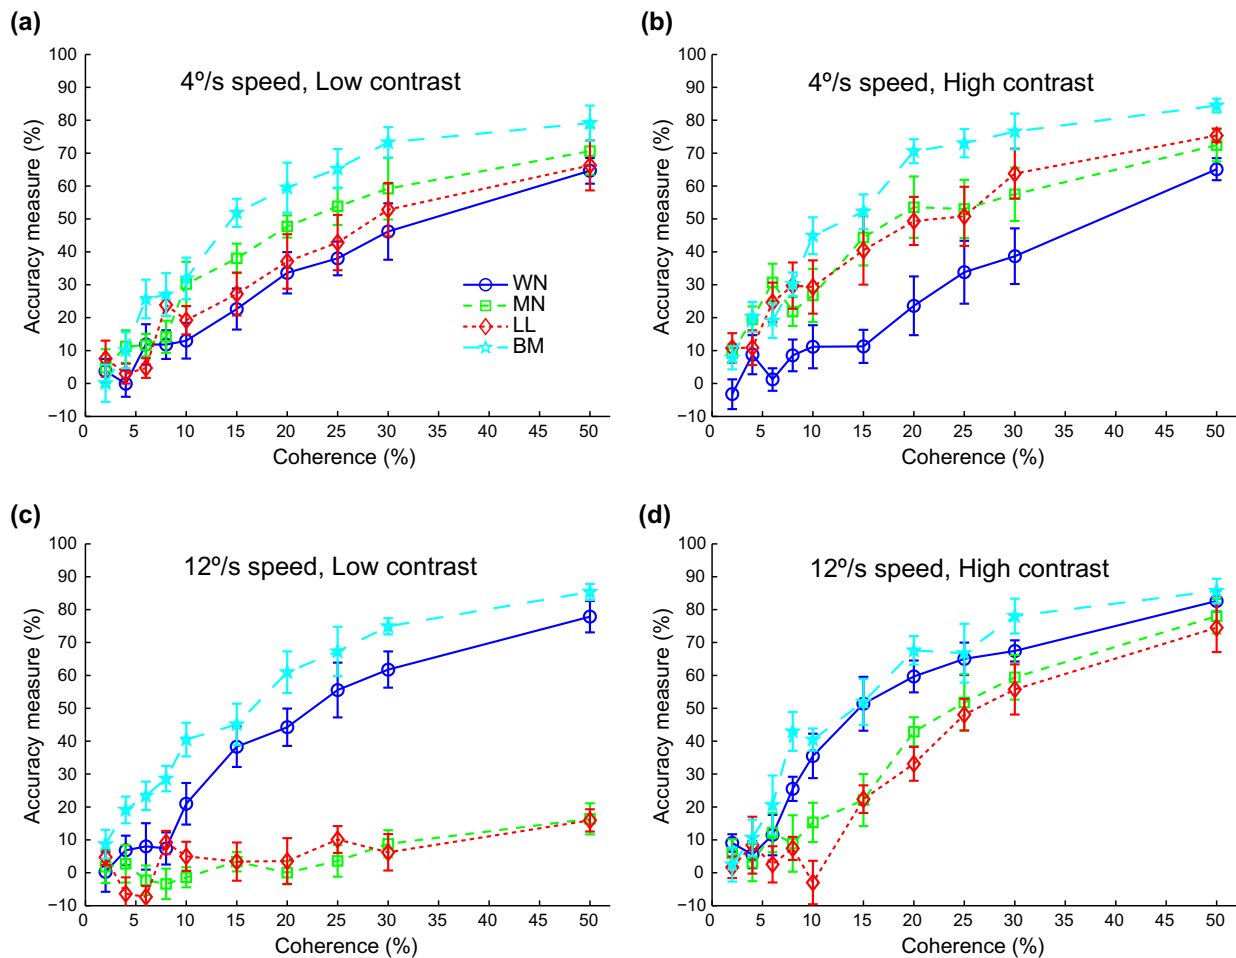 (a)
4º/s speed, Low contrast
Accuracy measure (%)
100
90
80
70
60
50
40
30
20
10
0
−10
0 5 10 15 20 25 30 35 40 45 50
Coherence (%)
WN
MN
LL
BM
(b)
4º/s speed, High contrast
Accuracy measure (%)
100
90
80
70
60
50
40
30
20
10
0
−10
0 5 10 15 20 25 30 35 40 45 50
Coherence (%)
(c)
12º/s speed, Low contrast
Accuracy measure (%)
100
90
80
70
60
50
40
30
20
10
0
−10
0 5 10 15 20 25 30 35 40 45 50
Coherence (%)
(d)
12º/s speed, High contrast
Accuracy measure (%)
100
90
80
70
60
50
40
30
20
10
0
−10
0 5 10 15 20 25 30 35 40 45 50
Coherence (%)